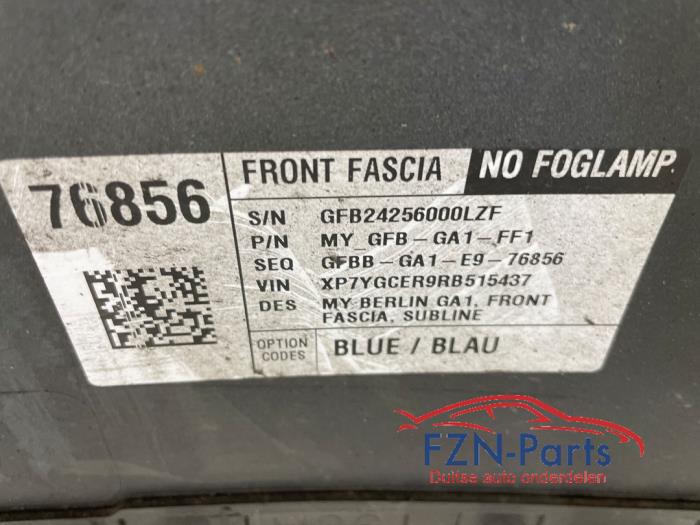 76856
FRONT FASCIA NO FOGLAMP
S/N GFB24256000LZF
P/N MY_GFB-GA1-FF1
SEQ GFBB-GA1-E9-76856
VIN XP7YGCER9RB515437
DES MY BERLIN GA1, FRONT
FASCIA, SUBLINE
OPTION CODES BLUE / BLAU
FZN-Parts
Duitse auto onderdelen